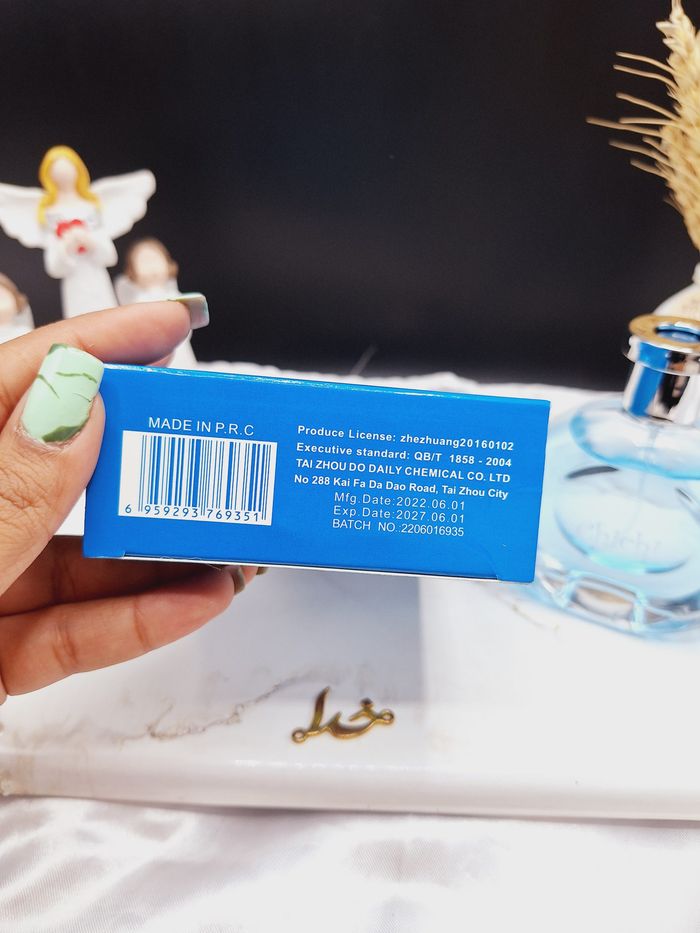 MADE IN P.R.C
6 959293 769351
Produce License: zhezhuang20160102
Executive standard: QB/T 1858 - 2004
TAI ZHOU DO DAILY CHEMICAL CO. LTD
No 288 Kai Fa Da Dao Road, Tai Zhou City
Mfg.Date:2022.06.01
Exp.Date:2027.06.01
BATCH NO.:2206016935
خدا